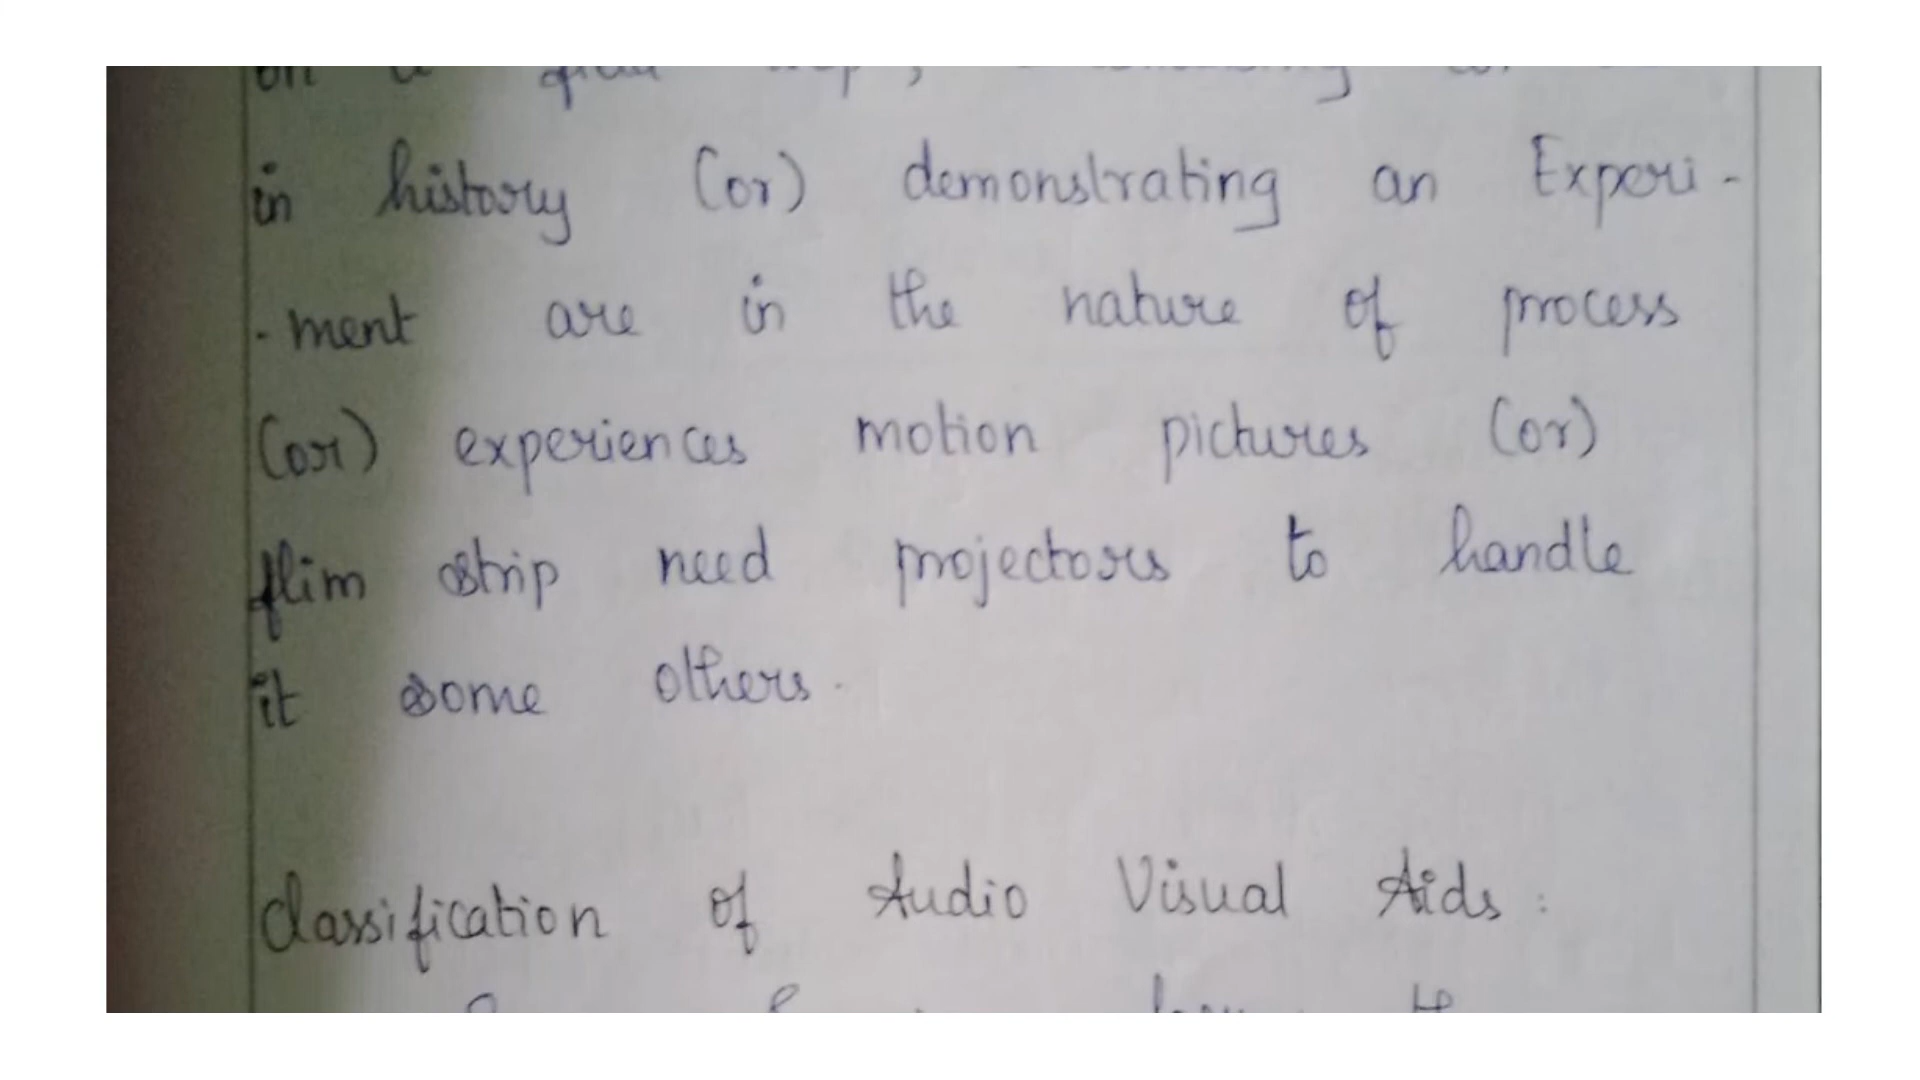 in history (or) demonstrating an Experi-
-ment are in the nature of process
(or) experiences motion pictures (or)
flim strip need projectors to handle
it some others.
Classification of Audio Visual Aids: